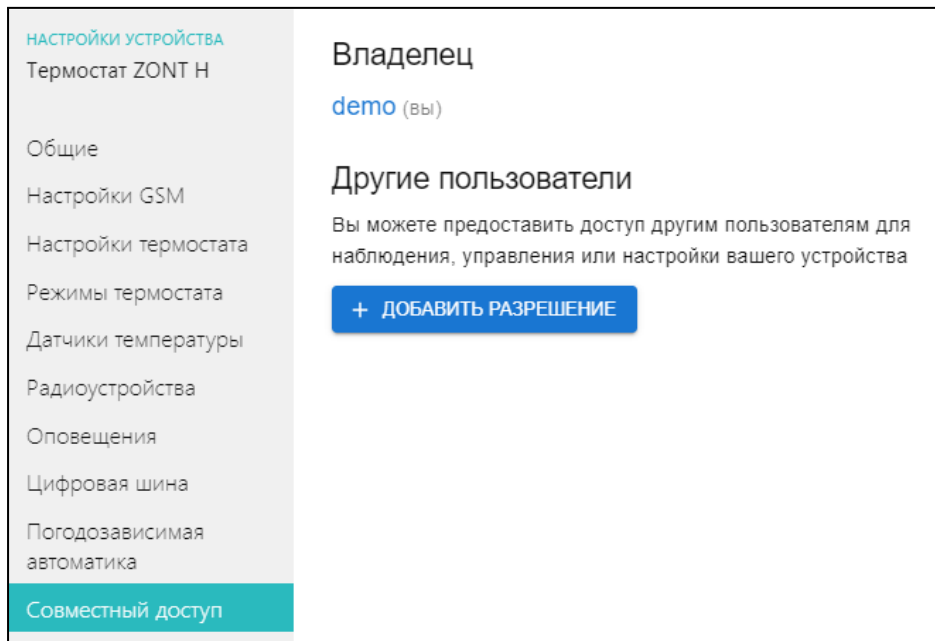 НАСТРОЙКИ УСТРОЙСТВА
Термостат ZONT H
Общие
Настройки GSM
Настройки термостата
Режимы термостата
Датчики температуры
Радиоустройства
Оповещения
Цифровая шина
Погодозависимая
автоматика
Совместный доступ
Владелец
demo (вы)
Другие пользователи
Вы можете предоставить доступ другим пользователям для
наблюдения, управления или настройки вашего устройства
+ ДОБАВИТЬ РАЗРЕШЕНИЕ